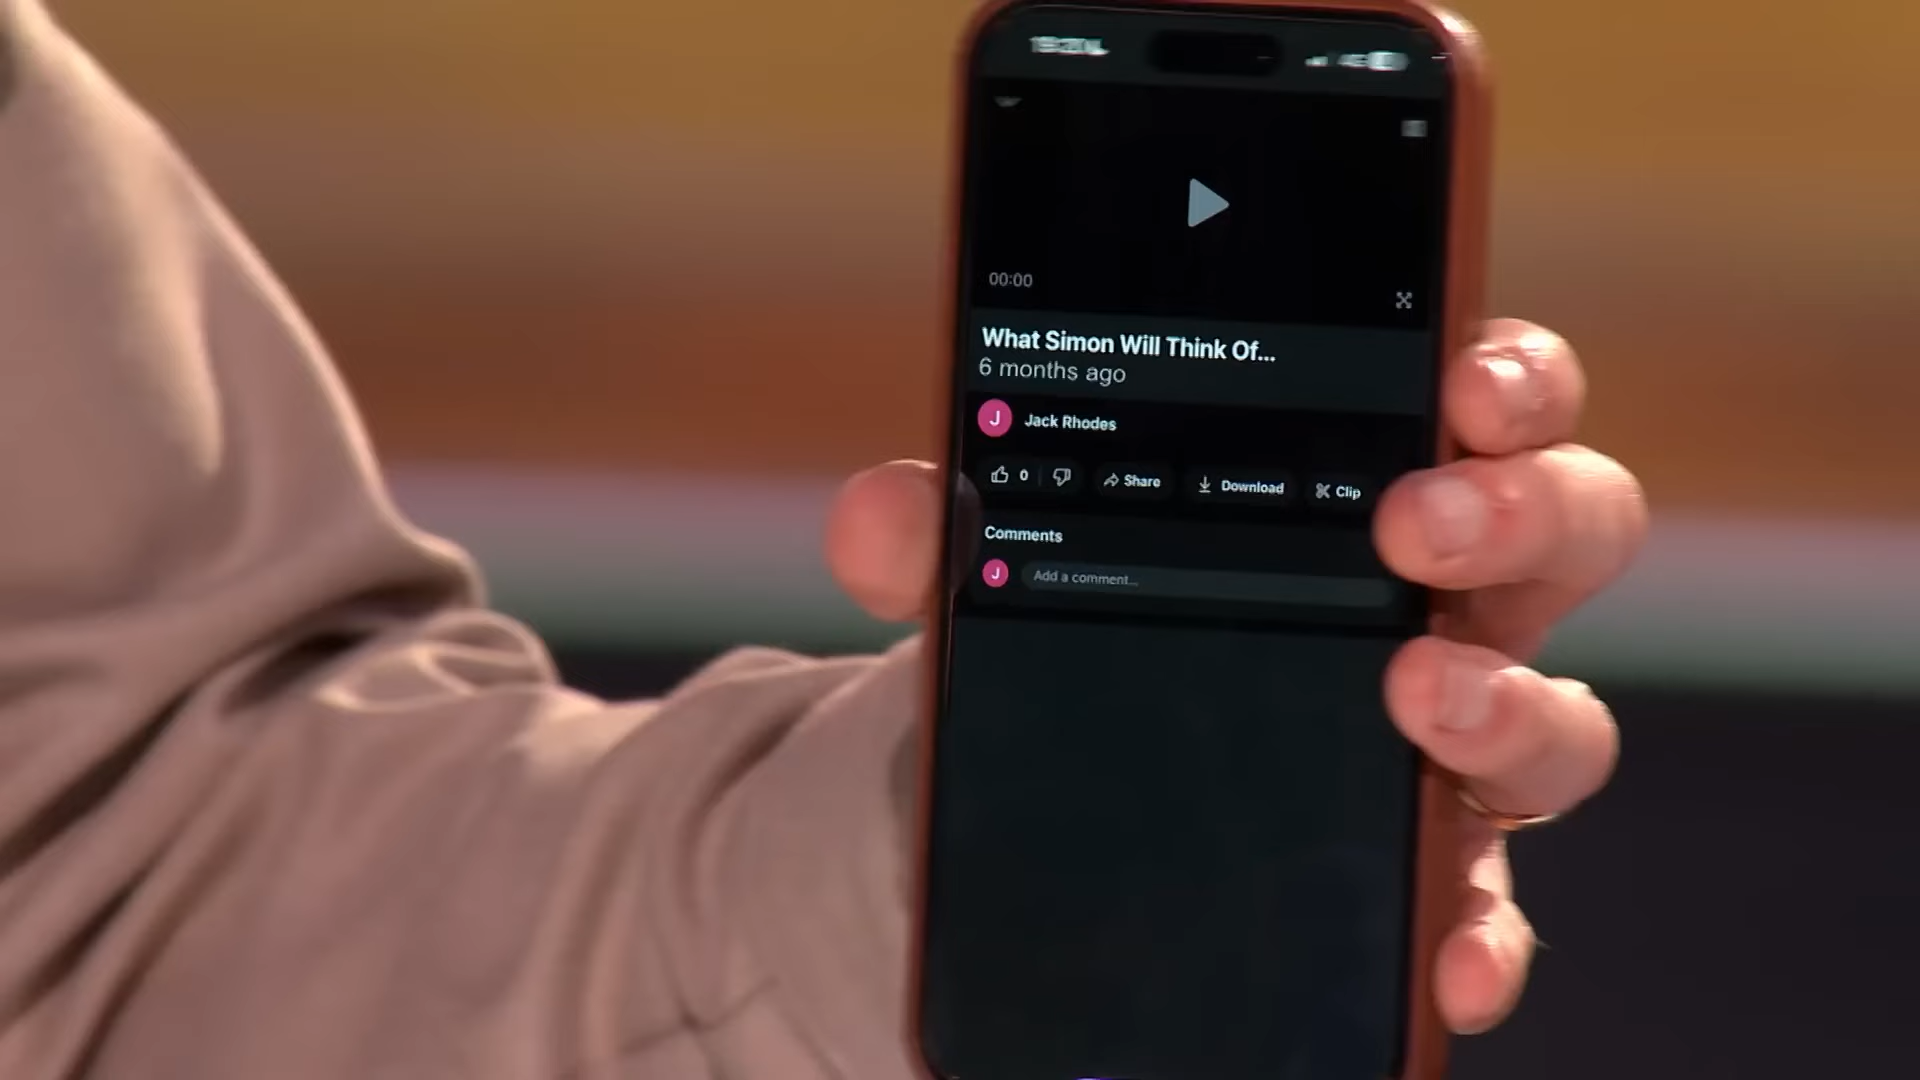 00:00
What Simon Will Think Of...
6 months ago
J Jack Rhodes
0 Share Download Clip
Comments
J Add a comment...